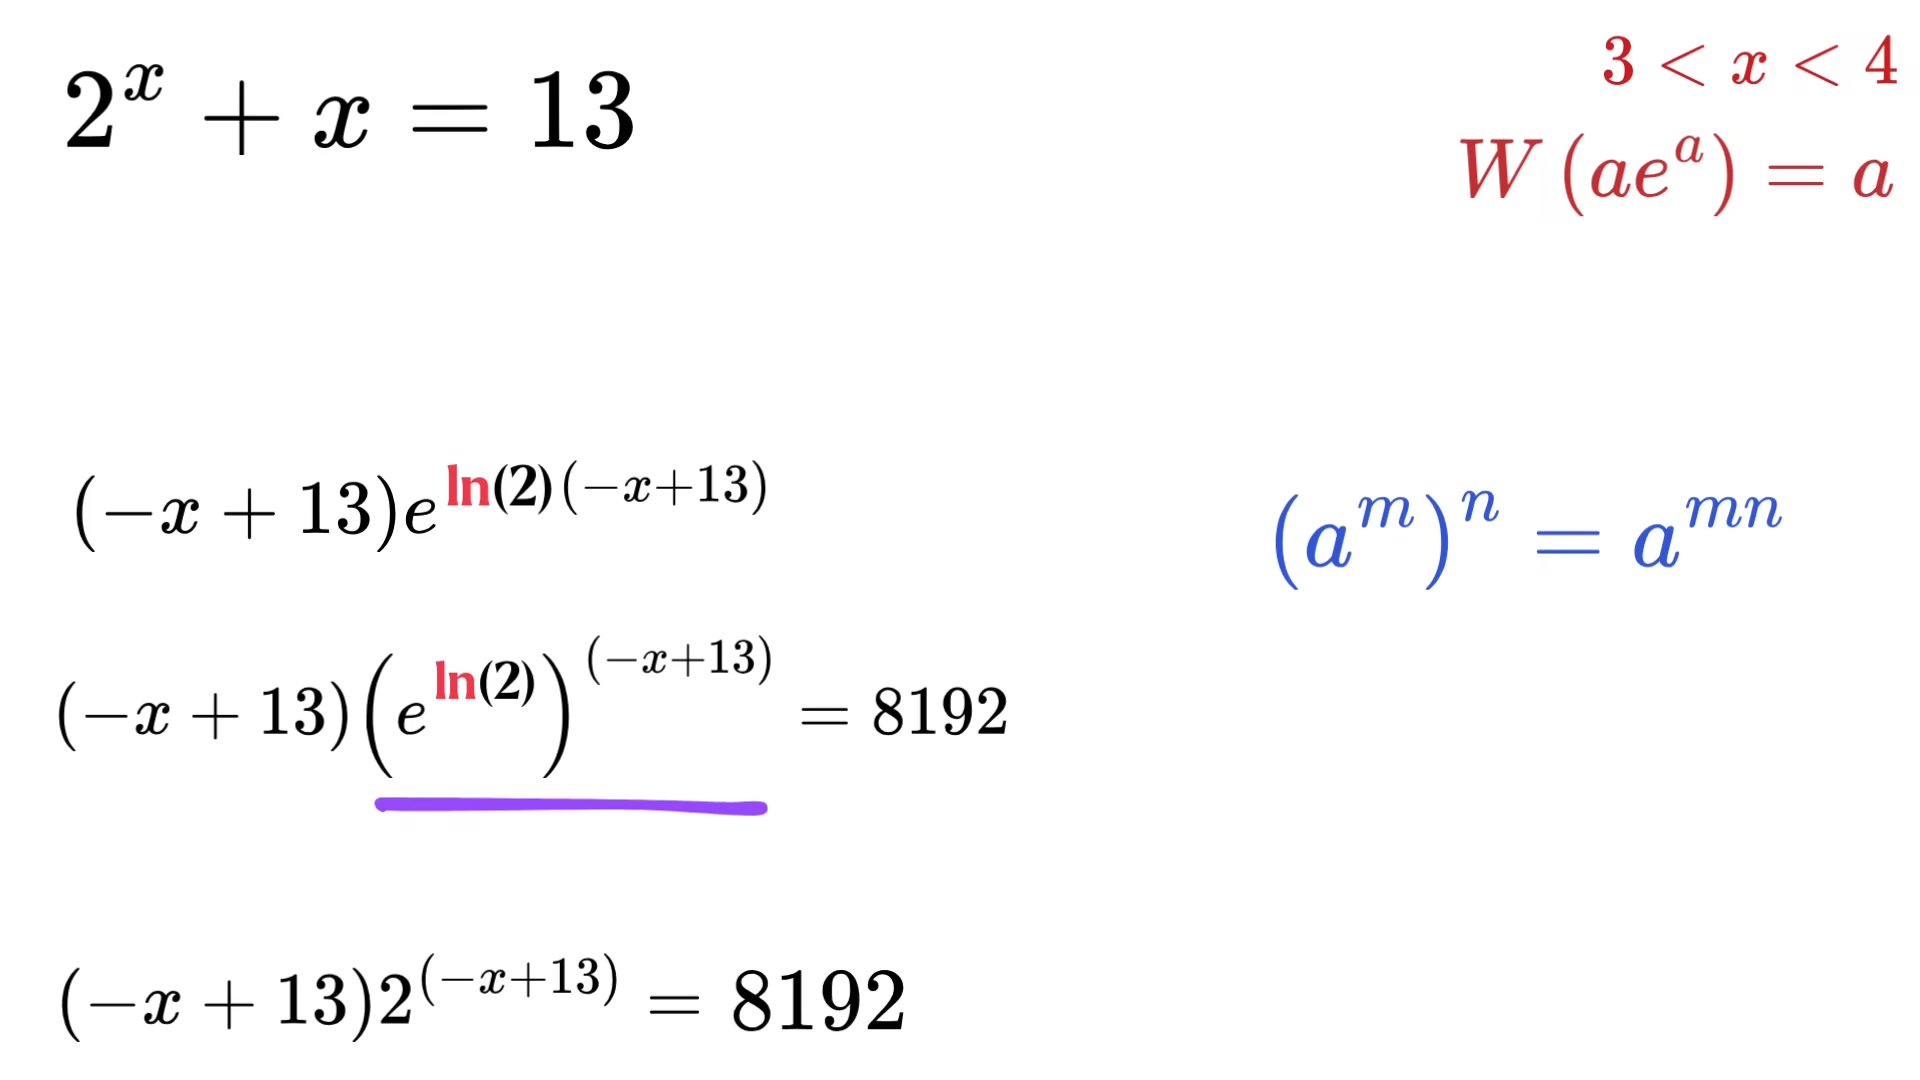 2^x + x = 13
3 < x < 4
W(ae^a) = a
(−x + 13)e^{ln(2)(−x+13)}
(a^m)^n = a^{mn}
(−x + 13)(e^{ln(2)})^{(−x+13)} = 8192
(−x + 13)2^{(−x+13)} = 8192